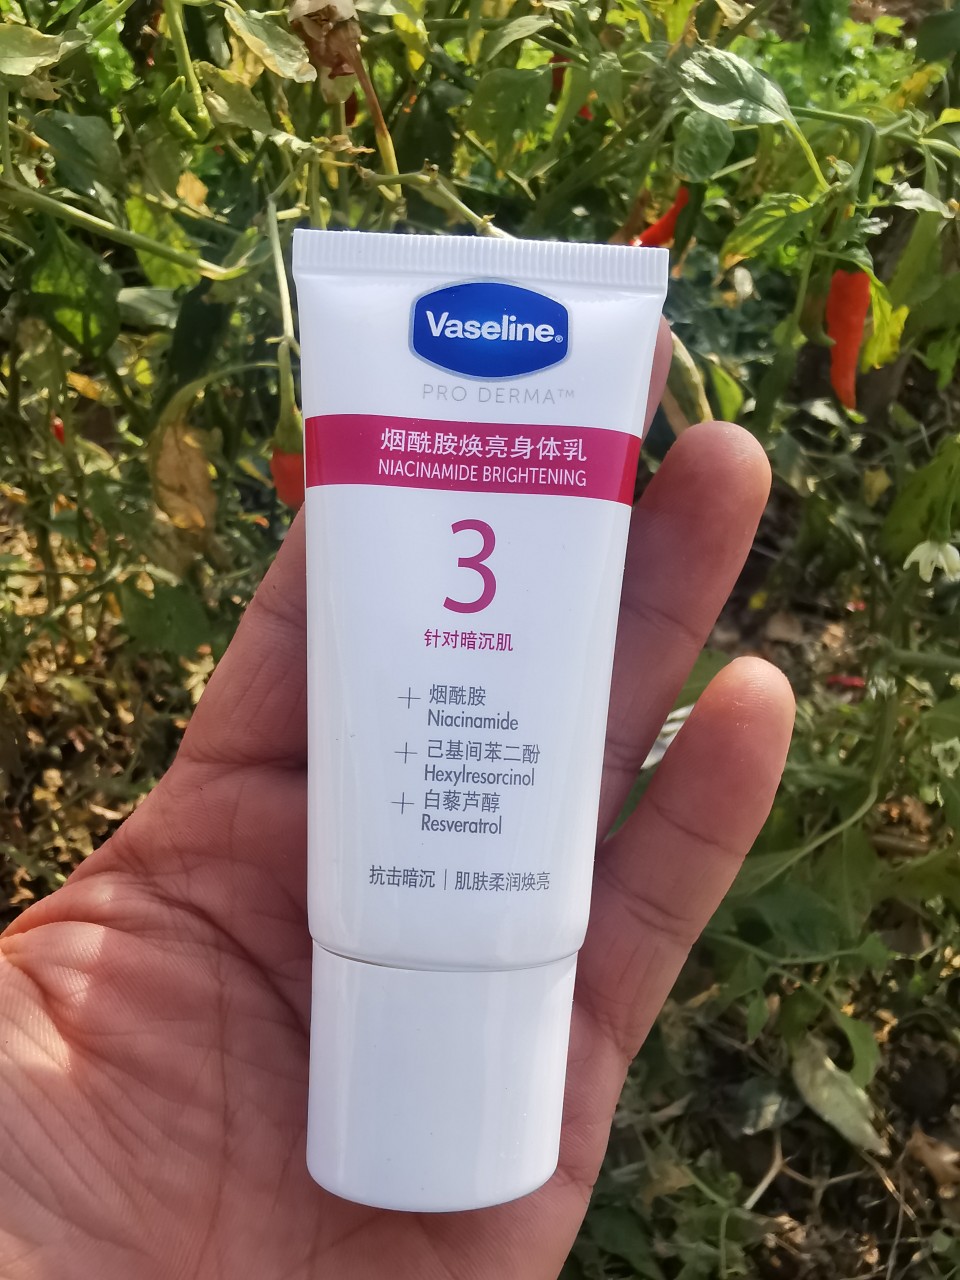 Vaseline®
PRO DERMA™
烟酰胺焕亮身体乳
NIACINAMIDE BRIGHTENING
3
针对暗沉肌
+ 烟酰胺
Niacinamide
+ 己基间苯二酚
Hexylresorcinol
+ 白藜芦醇
Resveratrol
抗击暗沉｜肌肤柔润焕亮